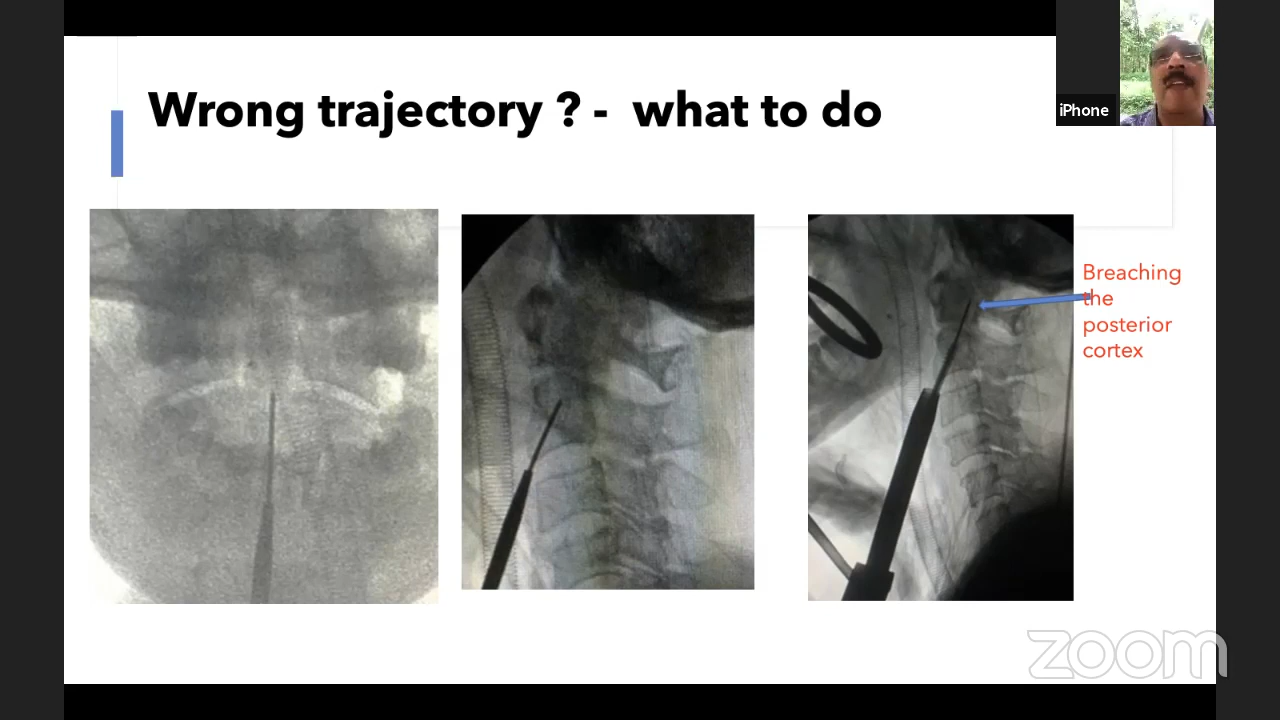 Wrong trajectory ? - what to do
iPhone
Breaching
the
posterior
cortex
zoom